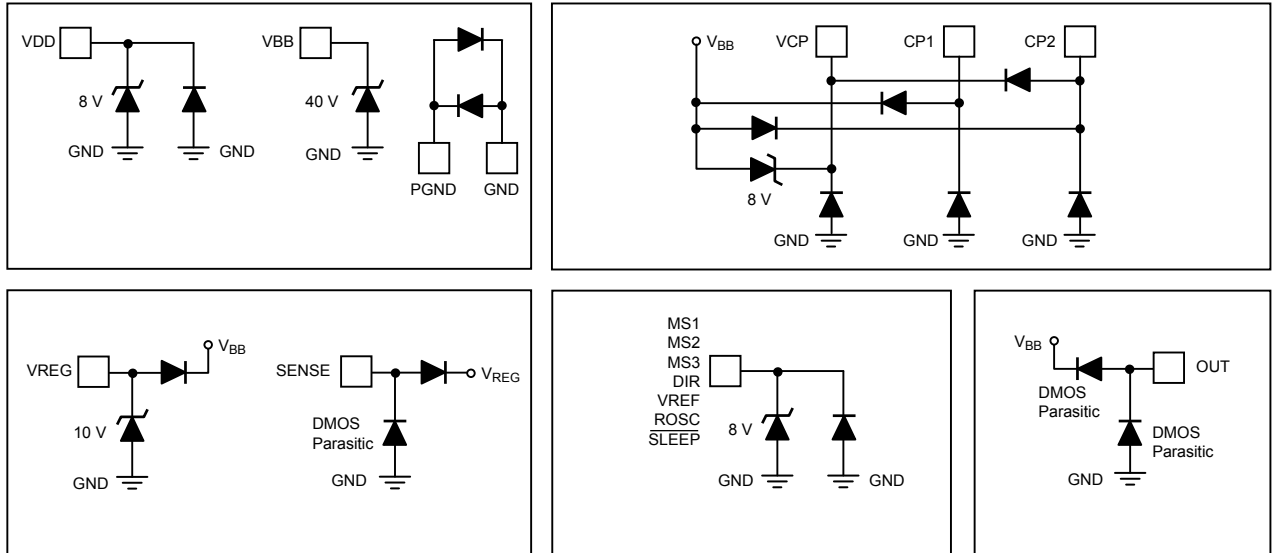 VDD
8 V
GND
GND
VBB
40 V
GND
PGND
GND
VBB
VCP
CP1
CP2
8 V
GND
GND
GND
VREG
VBB
10 V
GND
SENSE
VREG
DMOS
Parasitic
GND
MS1
MS2
MS3
DIR
VREF
ROSC
SLEEP
8 V
GND
GND
VBB
OUT
DMOS
Parasitic
DMOS
Parasitic
GND